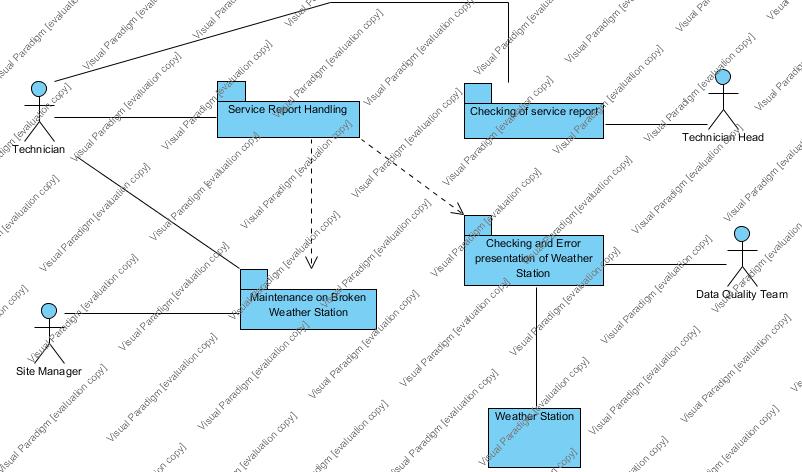 Service Report Handling
Checking of service report
Technician
Technician Head
Checking and Error
presentation of Weather
Station
Maintenance on Broken
Weather Station
Data Quality Team
Site Manager
Weather Station
Visual Paradigm [evaluation copy]